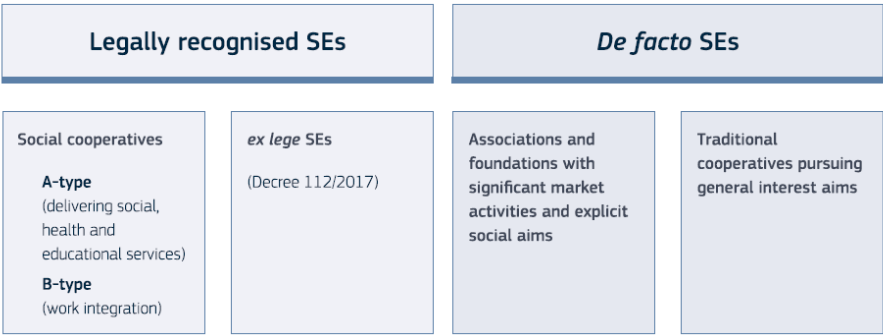 Legally recognised SEs
De facto SEs
Social cooperatives
A-type
(delivering social,
health and
educational services)
B-type
(work integration)
ex lege SEs
(Decree 112/2017)
Associations and
foundations with
significant market
activities and explicit
social aims
Traditional
cooperatives pursuing
general interest aims